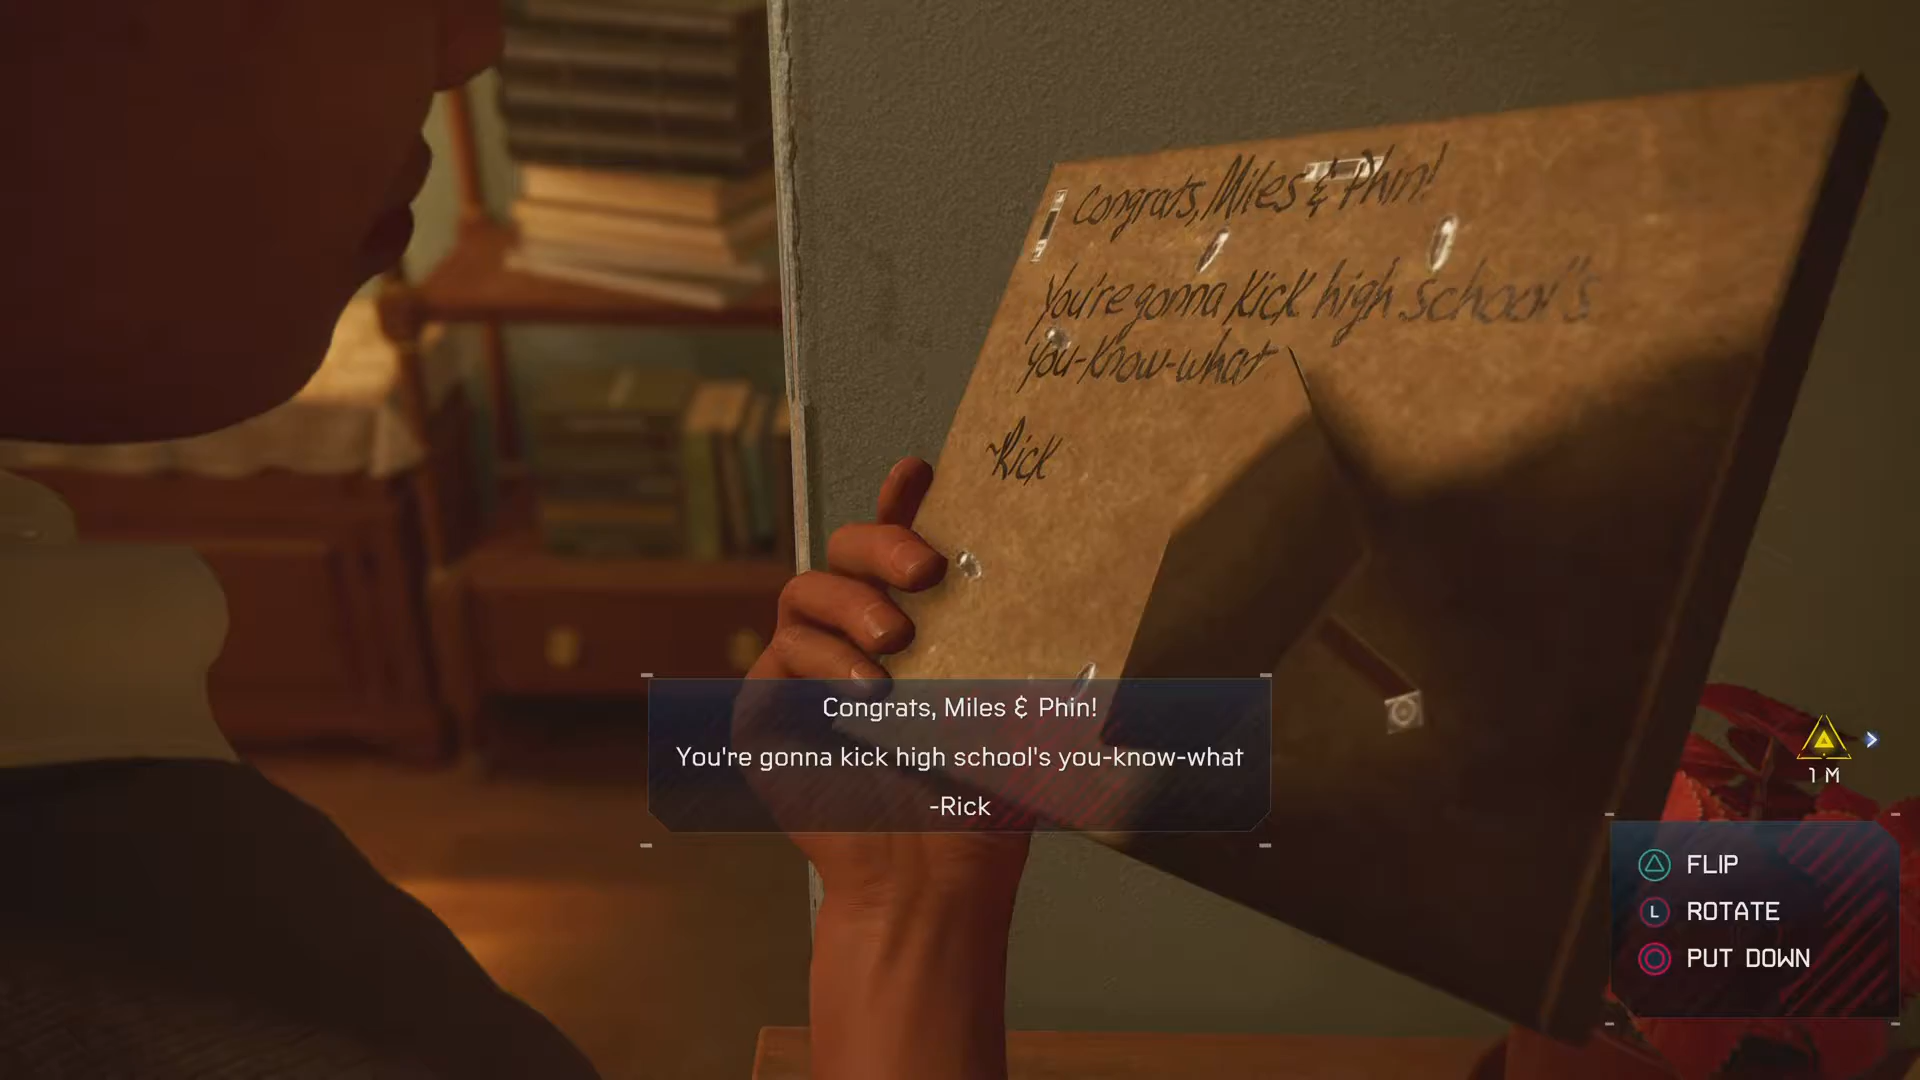 Congrats, Miles & Phin!
You're gonna kick high school's
you-know-what
~Rick
Congrats, Miles & Phin!
You're gonna kick high school's you-know-what
-Rick
1 M
FLIP
L ROTATE
PUT DOWN